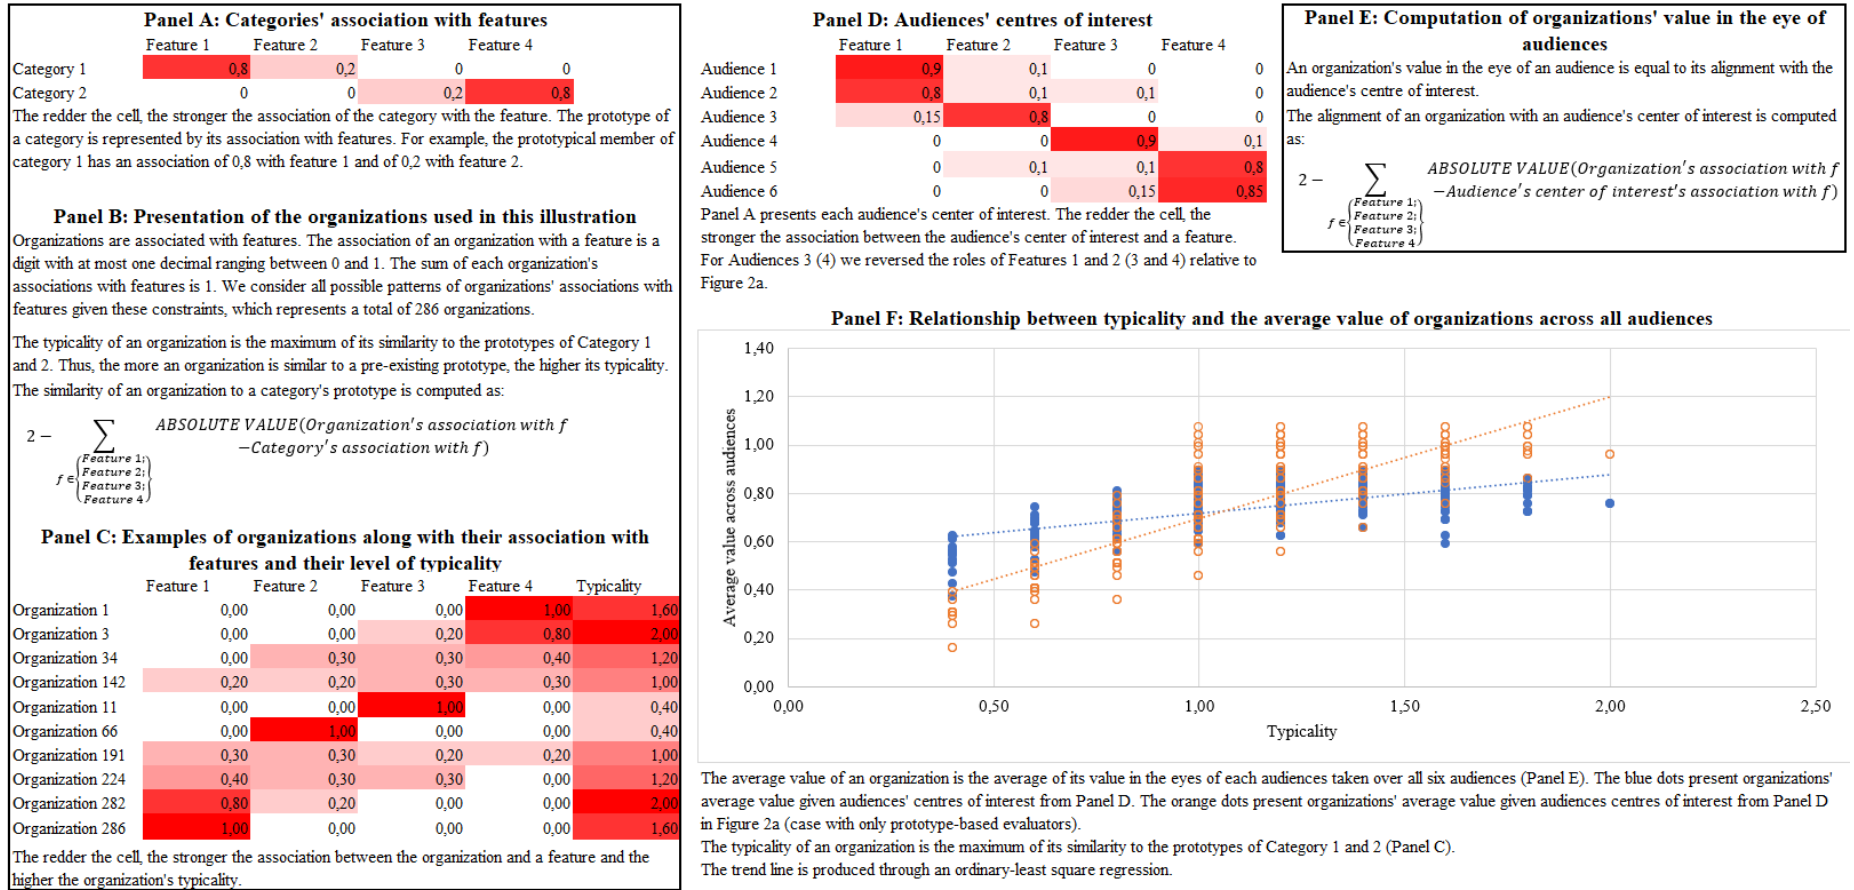 Panel A: Categories' association with features
Feature 1 Feature 2 Feature 3 Feature 4
Category 1 0,8 0,2 0 0
Category 2 0 0 0,2 0,8
The redder the cell, the stronger the association of the category with the feature. The prototype of
a category is represented by its association with features. For example, the prototypical member of
category 1 has an association of 0,8 with feature 1 and of 0,2 with feature 2.
Panel B: Presentation of the organizations used in this illustration
Organizations are associated with features. The association of an organization with a feature is a
digit with at most one decimal ranging between 0 and 1. The sum of each organization's
associations with features is 1. We consider all possible patterns of organizations' associations with
features given these constraints, which represents a total of 286 organizations.
The typicality of an organization is the maximum of its similarity to the prototypes of Category 1
and 2. Thus, the more an organization is similar to a pre-existing prototype, the higher its typicality.
The similarity of an organization to a category's prototype is computed as:
2 − ∑ ABSOLUTE VALUE(Organization's association with f
−Category's association with f)
f ∈ {Feature 1;
Feature 2;
Feature 3;
Feature 4}
Panel C: Examples of organizations along with their association with
features and their level of typicality
Feature 1 Feature 2 Feature 3 Feature 4 Typicality
Organization 1 0,00 0,00 0,00 1,00 1,60
Organization 3 0,00 0,00 0,20 0,80 2,00
Organization 34 0,00 0,30 0,30 0,40 1,20
Organization 142 0,20 0,20 0,30 0,30 1,00
Organization 11 0,00 0,00 1,00 0,00 0,40
Organization 66 0,00 1,00 0,00 0,00 0,40
Organization 191 0,30 0,30 0,20 0,20 1,00
Organization 224 0,40 0,30 0,30 0,00 1,20
Organization 282 0,80 0,20 0,00 0,00 2,00
Organization 286 1,00 0,00 0,00 0,00 1,60
The redder the cell, the stronger the association between the organization and a feature and the
higher the organization's typicality.
Panel D: Audiences' centres of interest
Feature 1 Feature 2 Feature 3 Feature 4
Audience 1 0,9 0,1 0 0
Audience 2 0,8 0,1 0,1 0
Audience 3 0,15 0,8 0 0
Audience 4 0 0 0,9 0,1
Audience 5 0 0,1 0,1 0,8
Audience 6 0 0 0,15 0,85
Panel A presents each audience's center of interest. The redder the cell, the
stronger the association between the audience's center of interest and a feature.
For Audiences 3 (4) we reversed the roles of Features 1 and 2 (3 and 4) relative to
Figure 2a.
Panel E: Computation of organizations' value in the eye of
audiences
An organization's value in the eye of an audience is equal to its alignment with the
audience's centre of interest.
The alignment of an organization with an audience's center of interest is computed
as:
2 − ∑ ABSOLUTE VALUE(Organization's association with f
−Audience's center of interest's association with f)
f ∈ {Feature 1;
Feature 2;
Feature 3;
Feature 4}
Panel F: Relationship between typicality and the average value of organizations across all audiences
Average value across audiences
1,40
1,20
1,00
0,80
0,60
0,40
0,20
0,00
0,00 0,50 1,00 1,50 2,00 2,50
Typicality
The average value of an organization is the average of its value in the eyes of each audiences taken over all six audiences (Panel E). The blue dots present organizations'
average value given audiences' centres of interest from Panel D. The orange dots present organizations' average value given audiences centres of interest from Panel D
in Figure 2a (case with only prototype-based evaluators).
The typicality of an organization is the maximum of its similarity to the prototypes of Category 1 and 2 (Panel C).
The trend line is produced through an ordinary-least square regression.